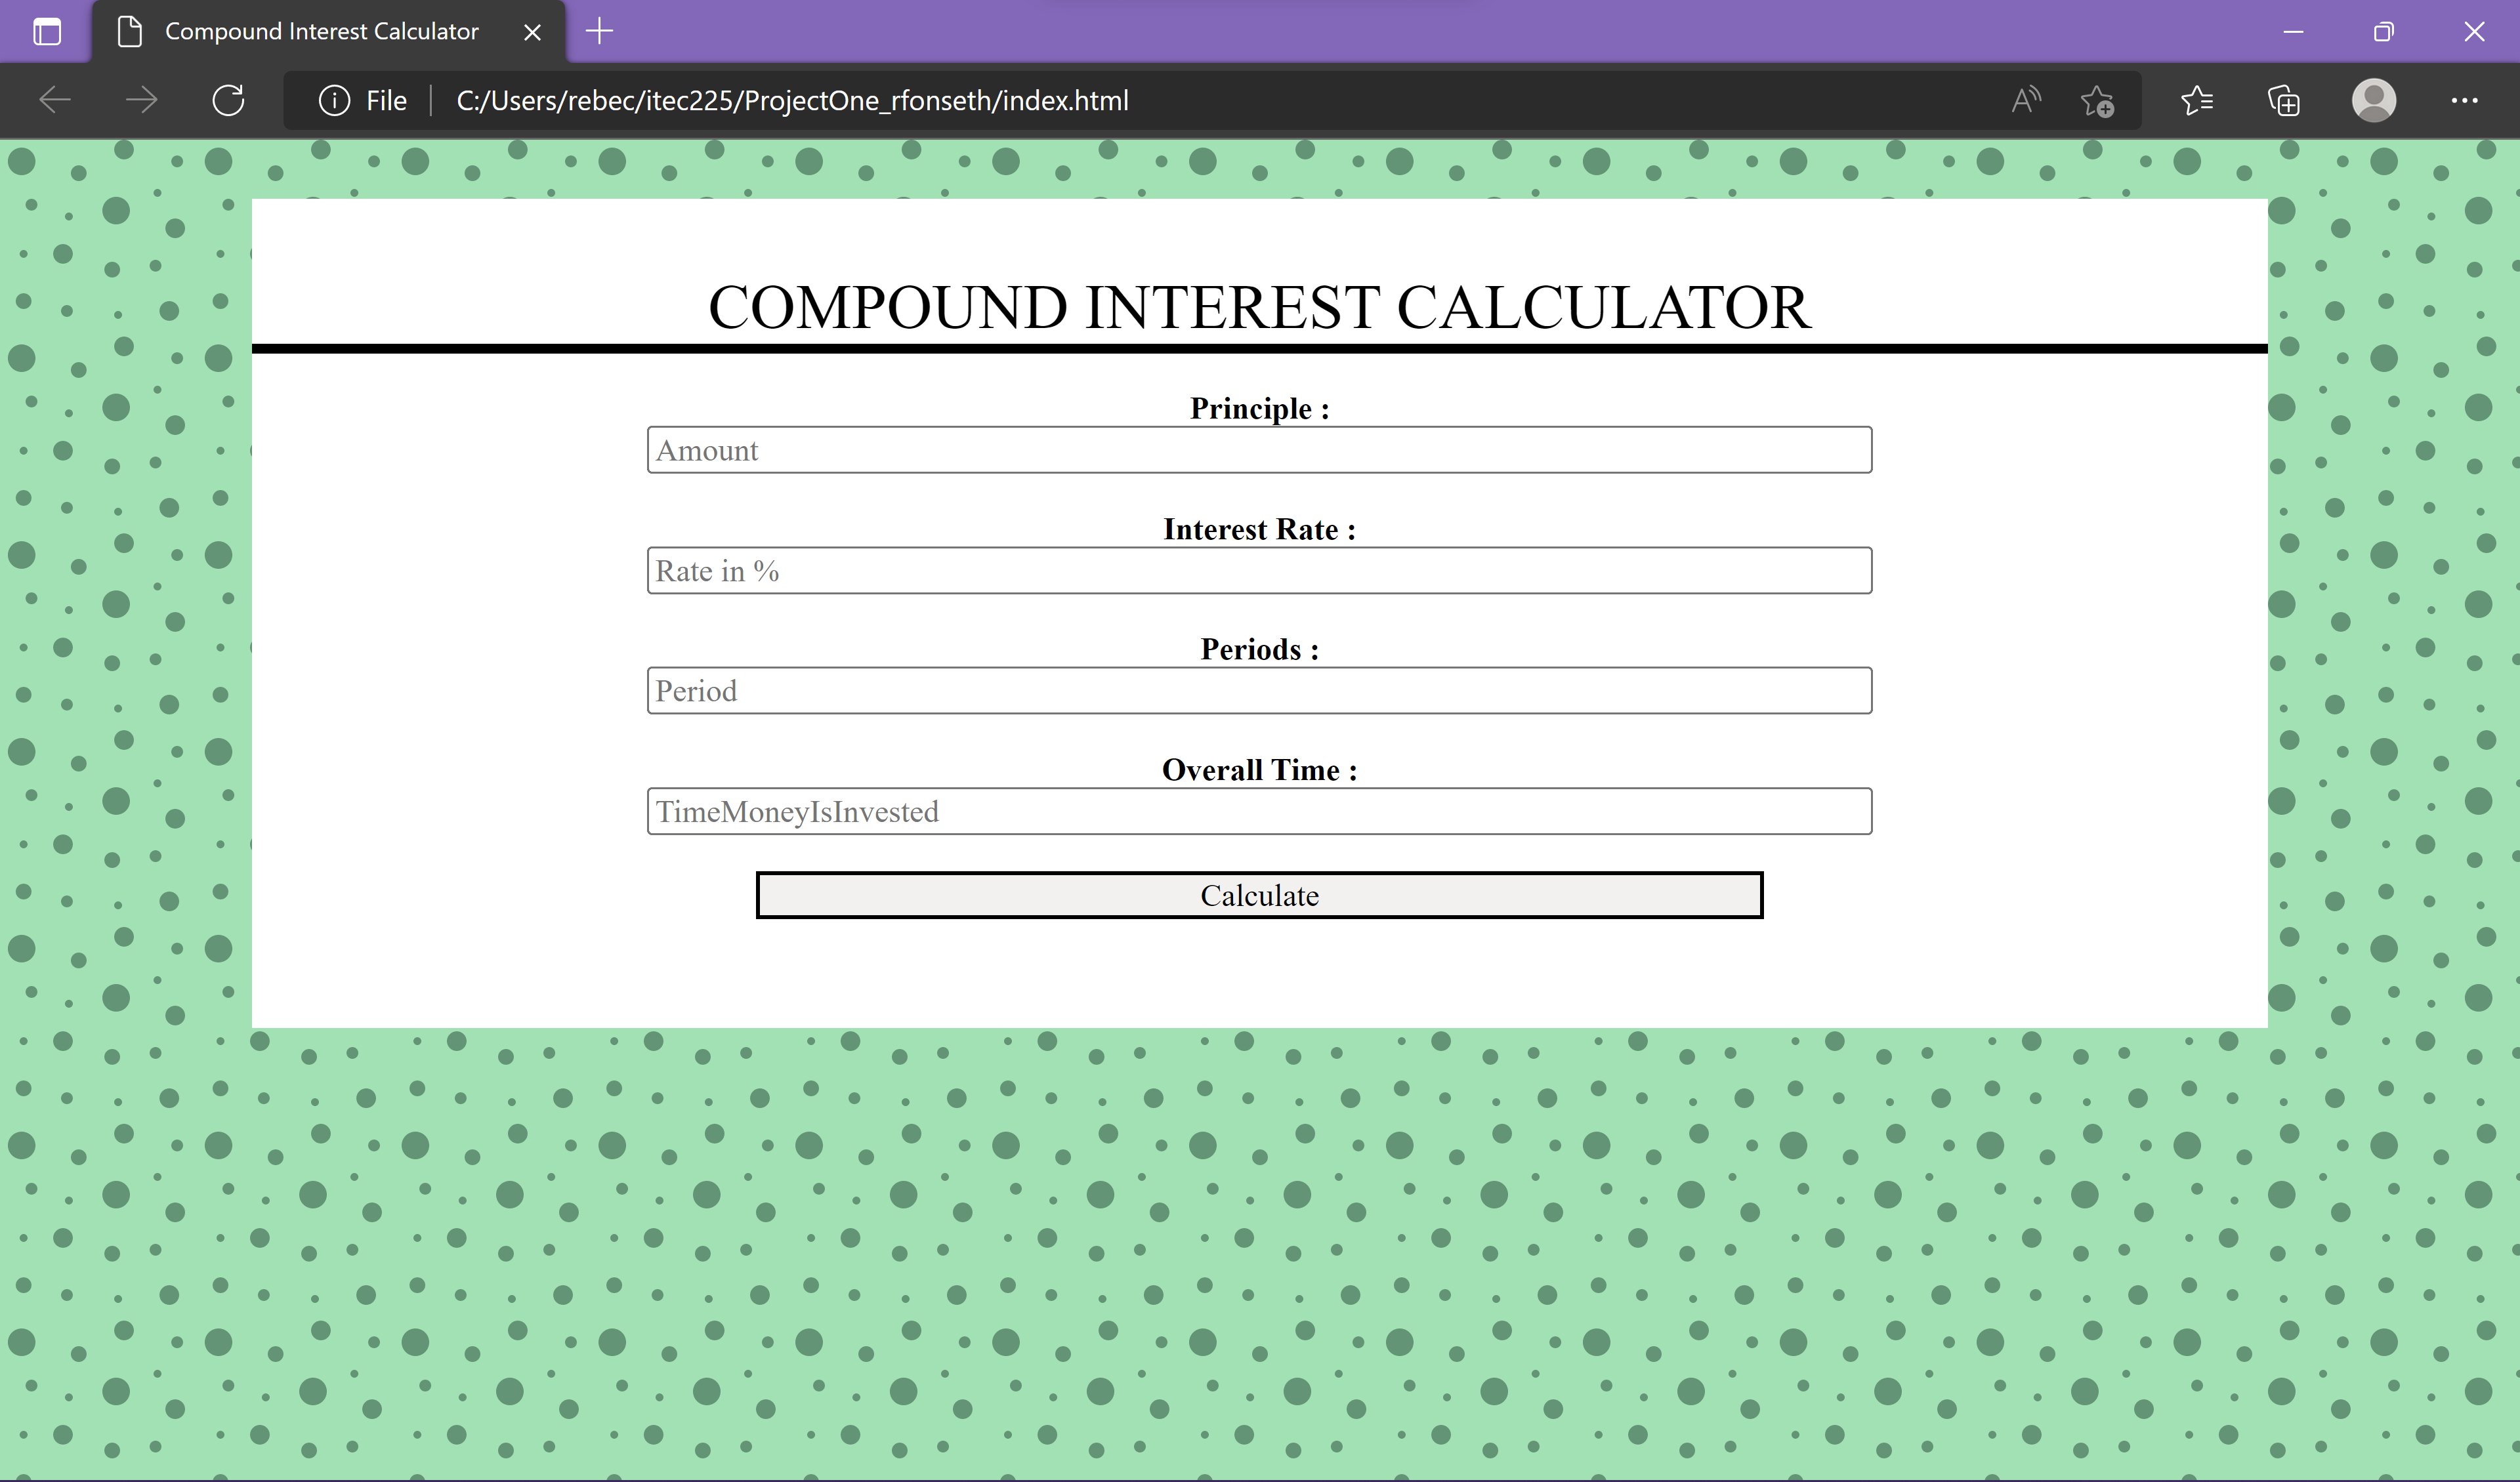 Compound Interest Calculator
File C:/Users/rebec/itec225/ProjectOne_rfonseth/index.html
COMPOUND INTEREST CALCULATOR
Principle :
Amount
Interest Rate :
Rate in %
Periods :
Period
Overall Time :
TimeMoneyIsInvested
Calculate